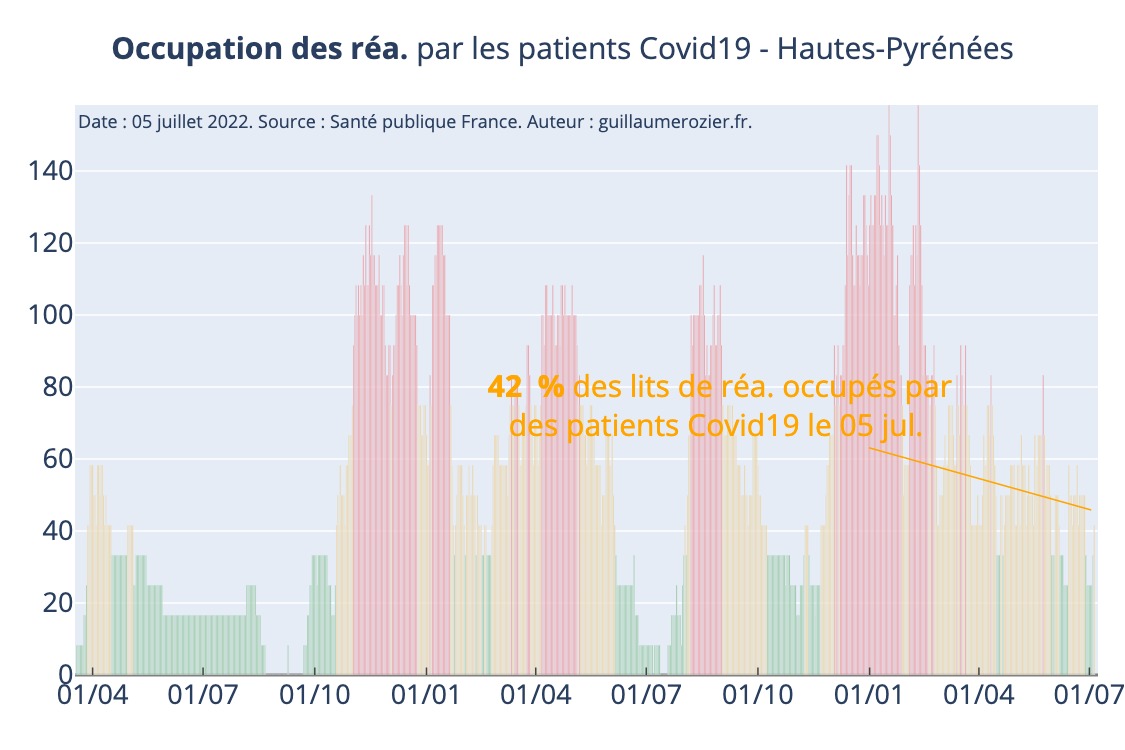 Occupation des réa. par les patients Covid19 - Hautes-Pyrénées
Date : 05 juillet 2022. Source : Santé publique France. Auteur : guillaumerozier.fr.
140
120
100
80
60
40
20
0
42 % des lits de réa. occupés par
des patients Covid19 le 05 jul.
01/04 01/07 01/10 01/01 01/04 01/07 01/10 01/01 01/04 01/07